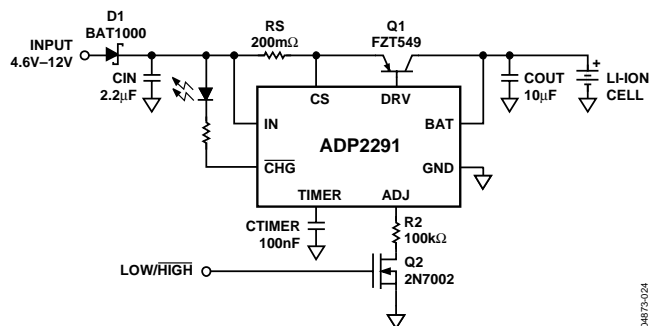 D1
BAT1000
INPUT
4.6V–12V
CIN
2.2µF
RS
200mΩ
Q1
FZT549
COUT
10µF
+
LI-ION
CELL
CS
DRV
IN
BAT
ADP2291
CHG
GND
TIMER
ADJ
CTIMER
100nF
R2
100kΩ
LOW/HIGH
Q2
2N7002
04873-024